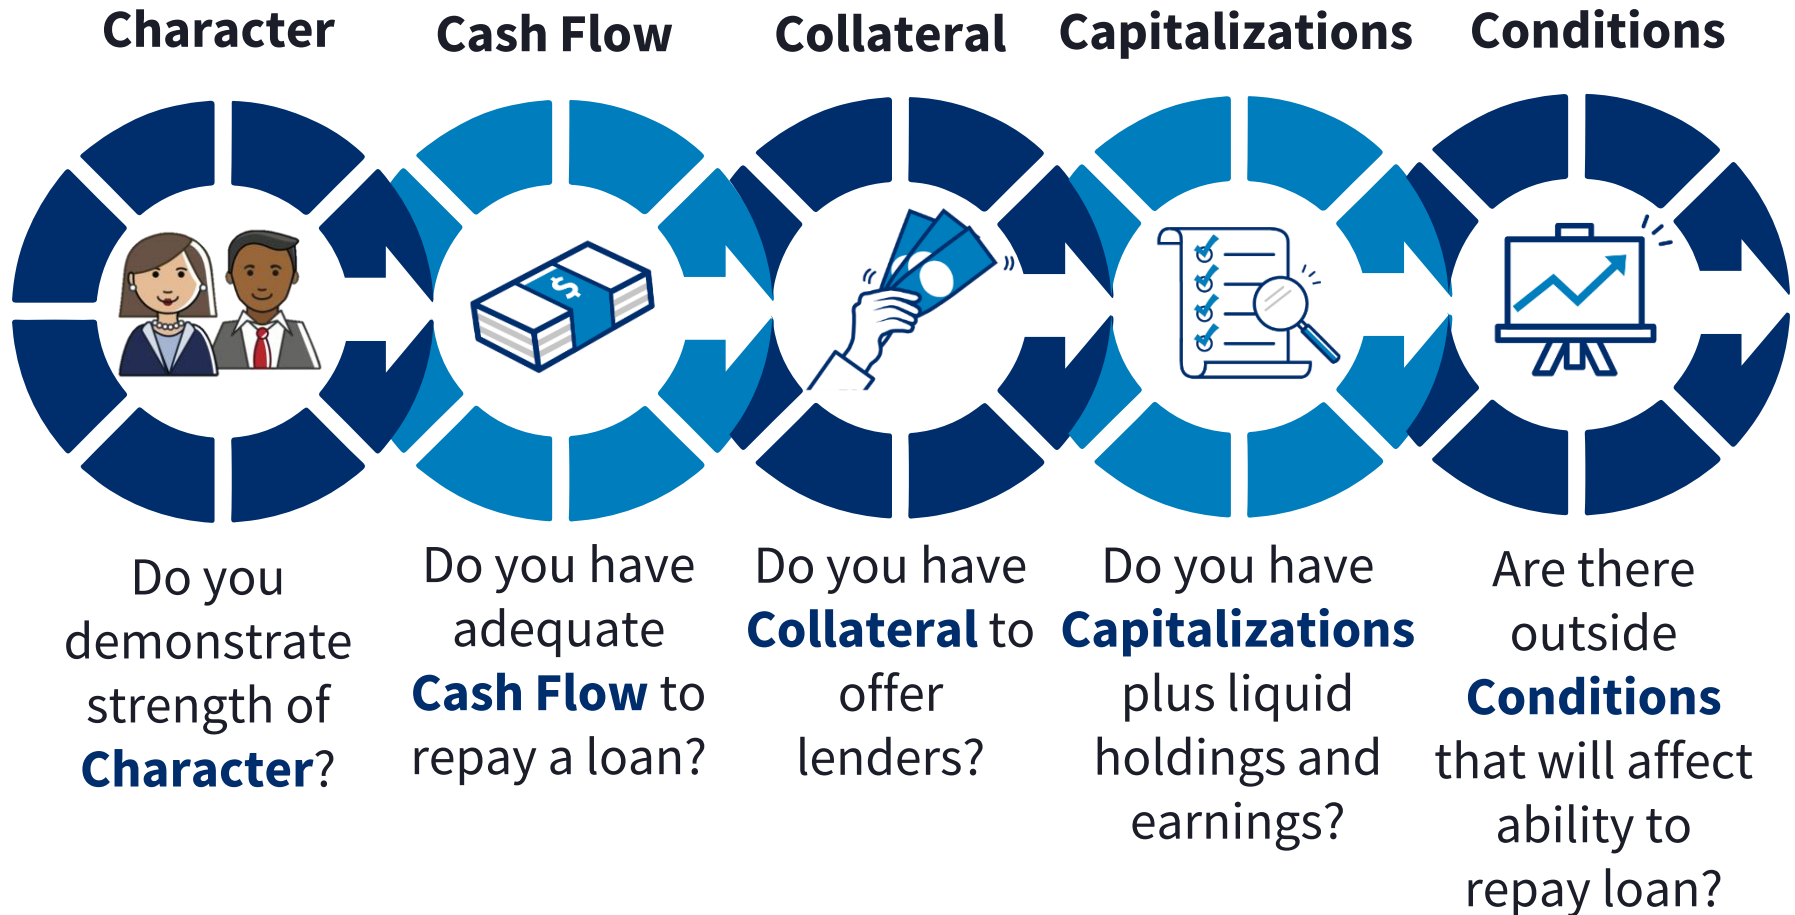 Character
Cash Flow
Collateral
Capitalizations
Conditions
$
Do you
demonstrate
strength of
Character?
Do you have
adequate
Cash Flow to
repay a loan?
Do you have
Collateral to
offer
lenders?
Do you have
Capitalizations
plus liquid
holdings and
earnings?
Are there
outside
Conditions
that will affect
ability to
repay loan?